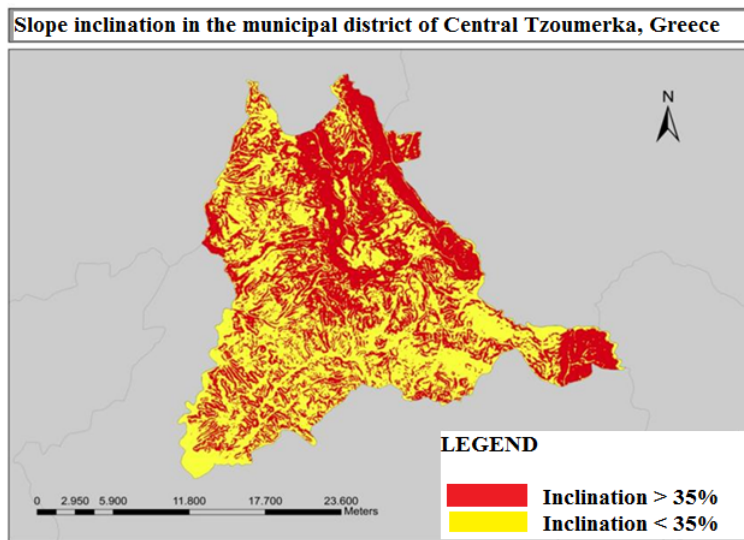 Slope inclination in the municipal district of Central Tzoumerka, Greece
N
LEGEND
Inclination > 35%
Inclination < 35%
0 2.950 5.900 11.800 17.700 23.600
Meters